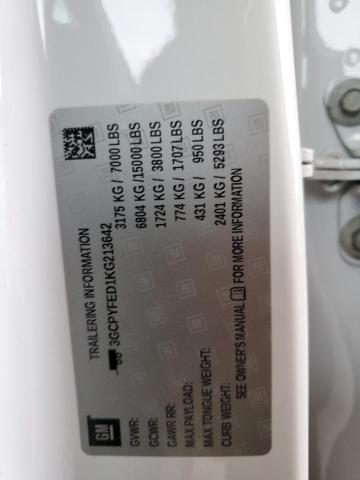 GM
TRAILERING INFORMATION
3GCPYFED1KG213642
GVWR: 3175 KG / 7000 LBS
GCWR: 6804 KG /15000 LBS
GAWR RR: 1724 KG / 3800 LBS
MAX PAYLOAD: 774 KG / 1707 LBS
MAX TONGUE WEIGHT: 431 KG / 950 LBS
CURB WEIGHT: 2401 KG / 5293 LBS
SEE OWNER'S MANUAL FOR MORE INFORMATION